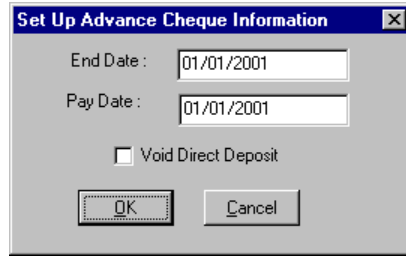 Set Up Advance Cheque Information
End Date : 01/01/2001
Pay Date : 01/01/2001
Void Direct Deposit
OK Cancel